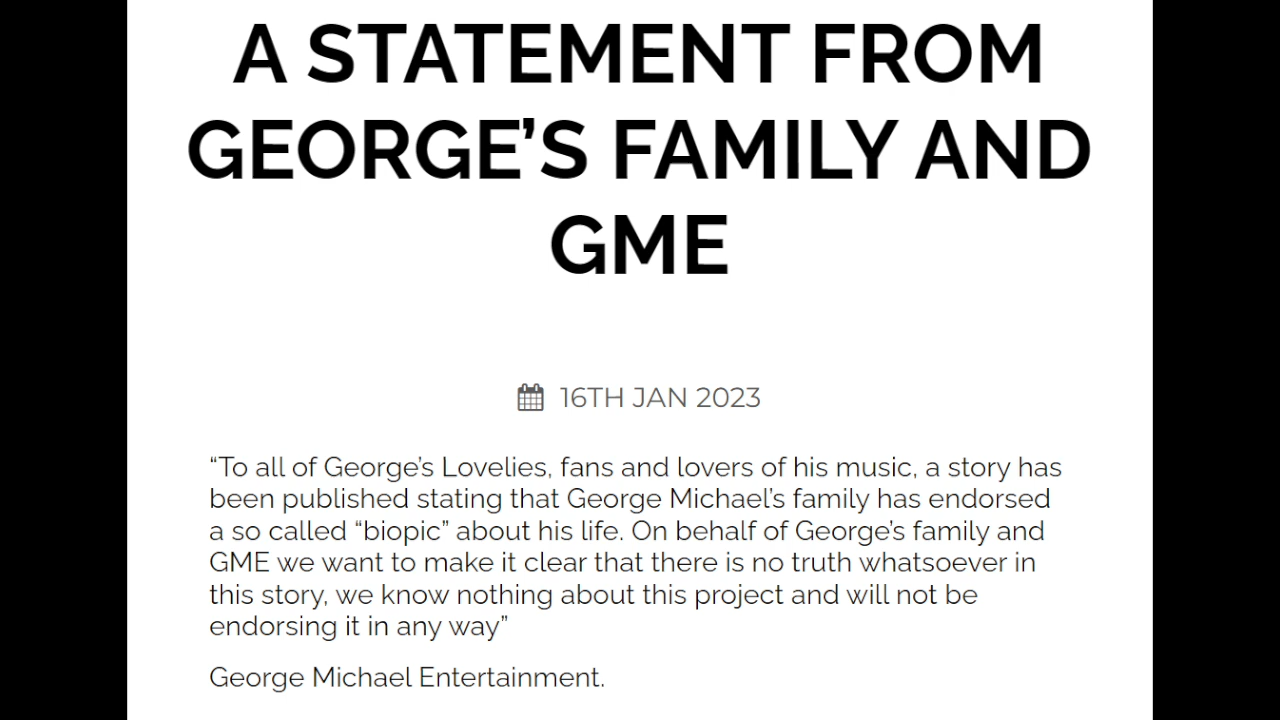 A STATEMENT FROM
GEORGE’S FAMILY AND
GME
16TH JAN 2023
“To all of George’s Lovelies, fans and lovers of his music, a story has
been published stating that George Michael’s family has endorsed
a so called “biopic” about his life. On behalf of George’s family and
GME we want to make it clear that there is no truth whatsoever in
this story, we know nothing about this project and will not be
endorsing it in any way”
George Michael Entertainment.